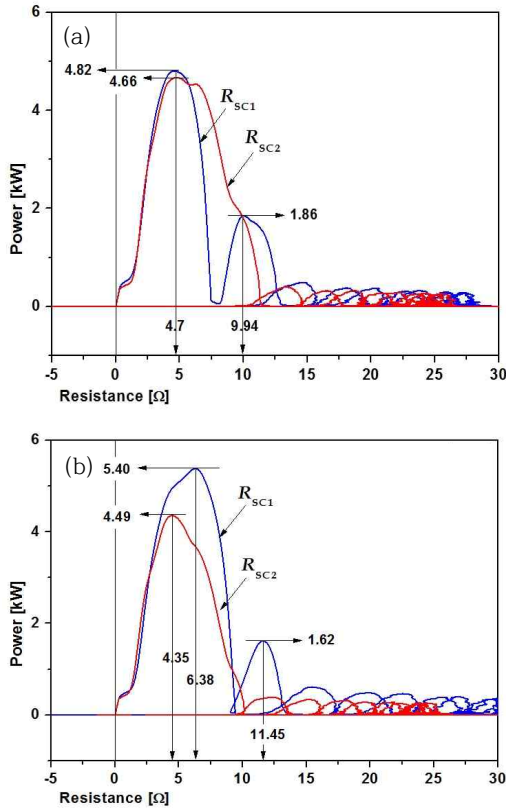 (a)
6
4.82
4.66
4
R_SC1
R_SC2
Power [kW]
2
1.86
0
4.7
9.94
-5 0 5 10 15 20 25 30
Resistance [Ω]
(b)
6
5.40
4.49
4
R_SC1
R_SC2
Power [kW]
2
1.62
4.35
6.38
0
11.45
-5 0 5 10 15 20 25 30
Resistance [Ω]